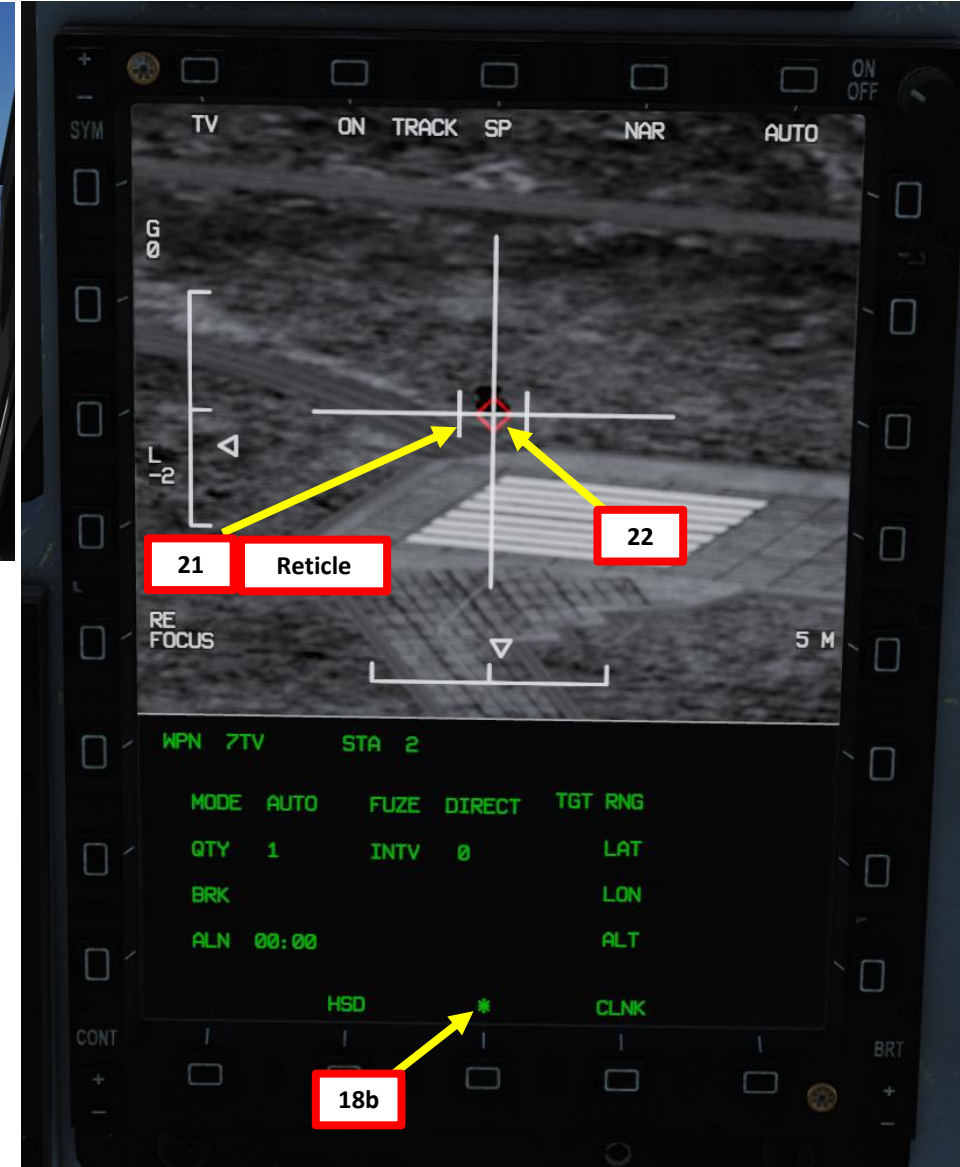 +
-
SYM
ON
OFF
TV ON TRACK SP NAR AUTO
G
0
L
-2
21 Reticle
22
RE
FOCUS
5 M
WPN 7TV STA 2
MODE AUTO FUZE DIRECT TGT RNG
QTY 1 INTV 0 LAT
BRK LON
ALN 00:00 ALT
HSD * CLNK
CONT
BRT
+
-
+
-
18b